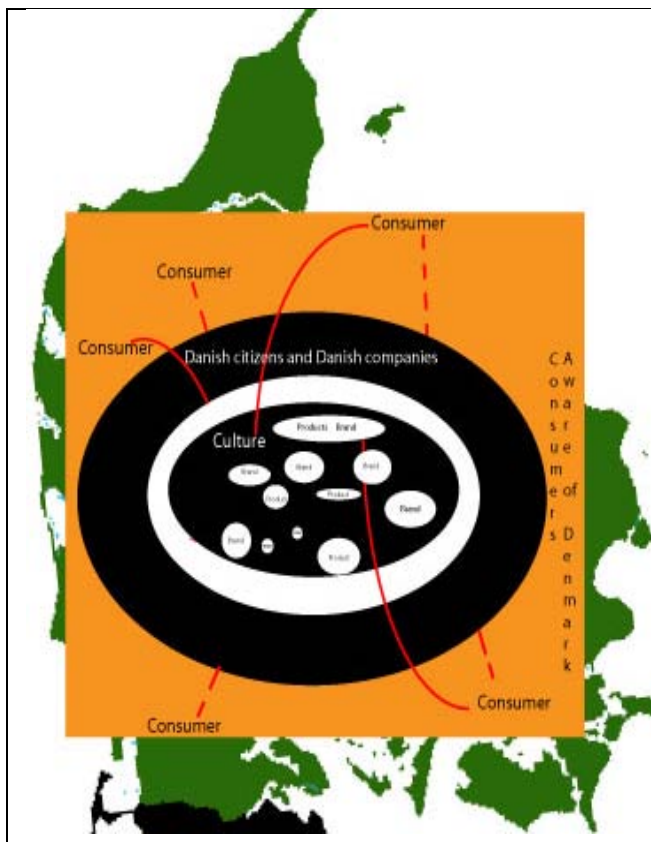 Consumer
Consumer
Consumer
Danish citizens and Danish companies
Consumers
Aware of Denmark
Culture
Products Brand
Brand
Brand
Brand
Product
Product
Brand
Brand
Product
Consumer
Consumer